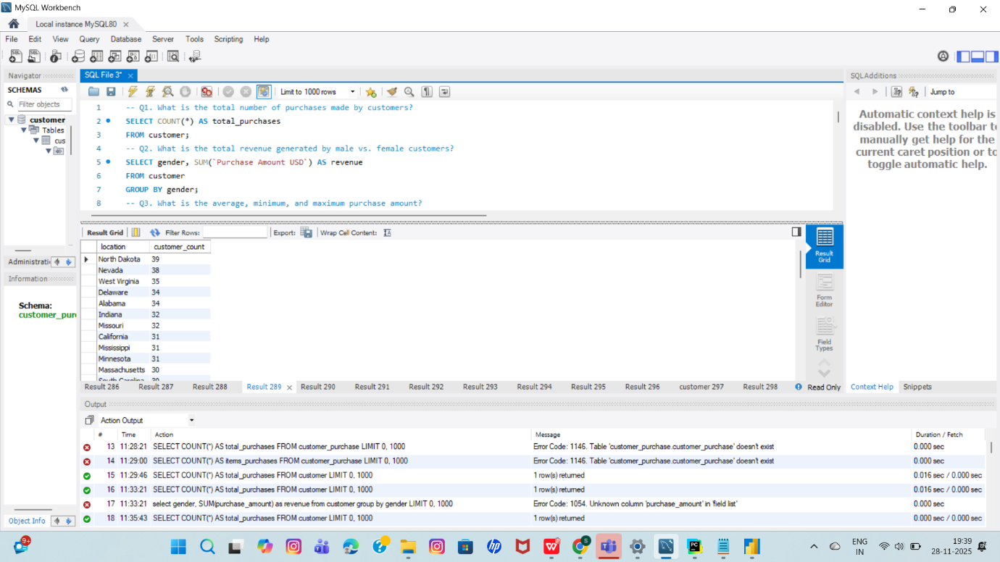 MySQL Workbench
Local instance MySQL80
File Edit View Query Database Server Tools Scripting Help
Navigator
SCHEMAS
Filter objects
customer
Tables
cus
Administrati
Information
Schema:
customer_pur
Object Info
SQL File 3*
Limit to 1000 rows
1 -- Q1. What is the total number of purchases made by customers?
2 SELECT COUNT(*) AS total_purchases
3 FROM customer;
4 -- Q2. What is the total revenue generated by male vs. female customers?
5 SELECT gender, SUM(`Purchase Amount USD`) AS revenue
6 FROM customer
7 GROUP BY gender;
8 -- Q3. What is the average, minimum, and maximum purchase amount?
Result Grid Filter Rows: Export: Wrap Cell Content:
location customer_count
North Dakota 39
Nevada 38
West Virginia 35
Delaware 34
Alabama 34
Indiana 32
Missouri 32
California 31
Mississippi 31
Minnesota 31
Massachusetts 30
South Carolina 30
Result Grid
Form Editor
Field Types
Result 286 Result 287 Result 288 Result 289 Result 290 Result 291 Result 292 Result 293 Result 294 Result 295 Result 296 customer 297 Result 298 Read Only
SQLAdditions
Jump to
Automatic context help is
disabled. Use the toolbar t
manually get help for the
current caret position or to
toggle automatic help.
Context Help Snippets
Output
Action Output
# Time Action Message Duration / Fetch
13 11:28:21 SELECT COUNT(*) AS total_purchases FROM customer_purchase LIMIT 0, 1000 Error Code: 1146. Table 'customer_purchase.customer_purchase' doesn't exist 0.000 sec
14 11:29:00 SELECT COUNT(*) AS items_purchases FROM customer_purchase LIMIT 0, 1000 Error Code: 1146. Table 'customer_purchase.customer_purchase' doesn't exist 0.000 sec
15 11:29:46 SELECT COUNT(*) AS total_purchases FROM customer LIMIT 0, 1000 1 row(s) returned 0.016 sec / 0.000 sec
16 11:33:21 SELECT COUNT(*) AS total_purchases FROM customer LIMIT 0, 1000 1 row(s) returned 0.016 sec / 0.000 sec
17 11:33:21 select gender, SUM(purchase_amount) as revenue from customer group by gender LIMIT 0, 1000 Error Code: 1054. Unknown column 'purchase_amount' in 'field list' 0.000 sec
18 11:35:43 SELECT COUNT(*) AS total_purchases FROM customer LIMIT 0, 1000 1 row(s) returned 0.000 sec / 0.000 sec
9+
ENG
IN
19:39
28-11-2025